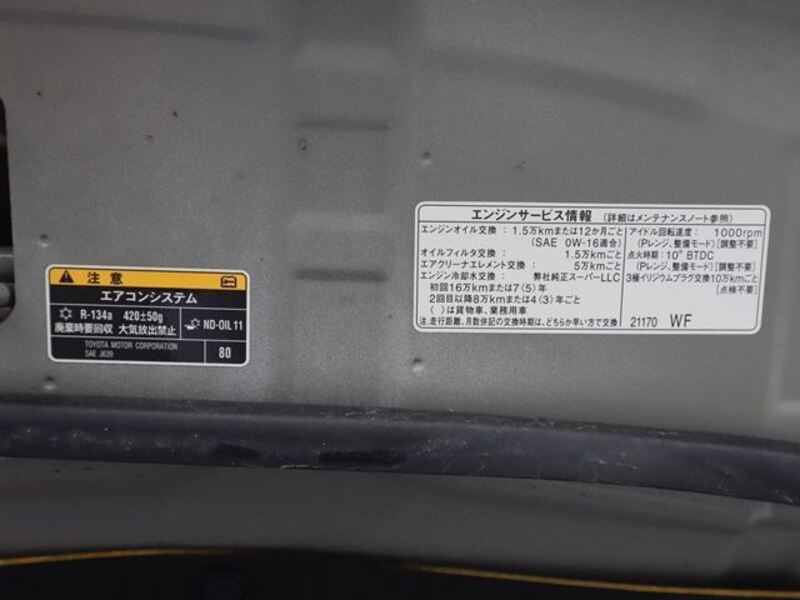 注意
エアコンシステム
R-134a 420±50g
廃棄時要回収 大気放出禁止
ND-OIL 11
TOYOTA MOTOR CORPORATION
SAE J639
80
エンジンサービス情報 (詳細はメンテナンスノート参照)
エンジンオイル交換 : 1.5万kmまたは12か月ごと
(SAE 0W-16適合)
オイルフィルタ交換 : 1.5万kmごと
エアクリーナエレメント交換 : 5万kmごと
エンジン冷却水交換 : 弊社純正スーパーLLC
初回16万kmまたは7(5)年
2回目以降8万kmまたは4(3)年ごと
( )は貨物車、業務用車
注.走行距離、月数併記の交換時期は、どちらか早い方で交換
アイドル回転速度: 1000rpm
(Pレンジ、整備モード)[調整不要]
点火時期: 10° BTDC
(Pレンジ、整備モード)[調整不要]
3種イリジウムプラグ交換10万kmごと
[点検不要]
21170 WF